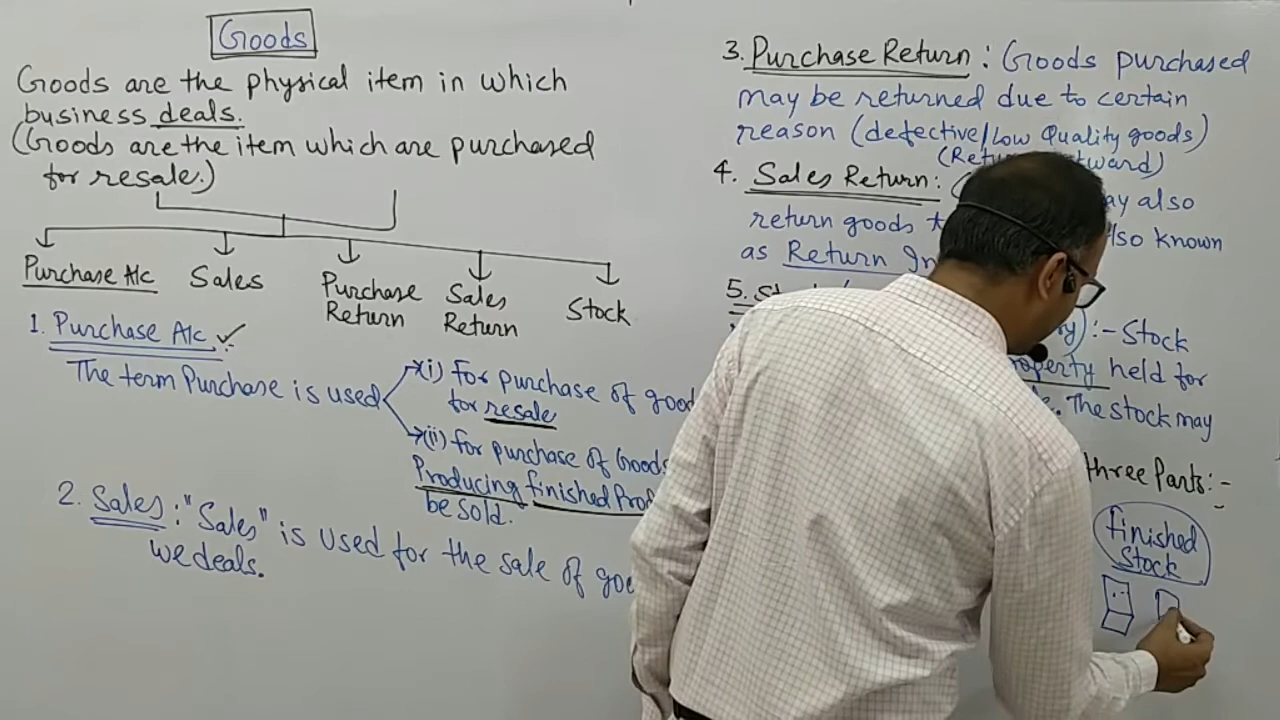 Goods
Goods are the physical item in which
business deals.
(Goods are the item which are purchased
for resale.)
Purchase A/c
Sales
Purchase
Return
Sales
Return
Stock
1. Purchase A/c ✓
The term Purchase is used
(i) for purchase of good
for resale
(ii) for purchase of Goods
Producing finished Prod
be sold.
2. Sales: "Sales" is used for the sale of goo
we deals.
3. Purchase Return: Goods purchased
may be returned due to certain
reason (defective/Low Quality goods)
4. Sales Return:
ay also
return goods
lso known
as Return In
5.
:- Stock
operty held for
. The stock may
three Parts:-
finished
Stock